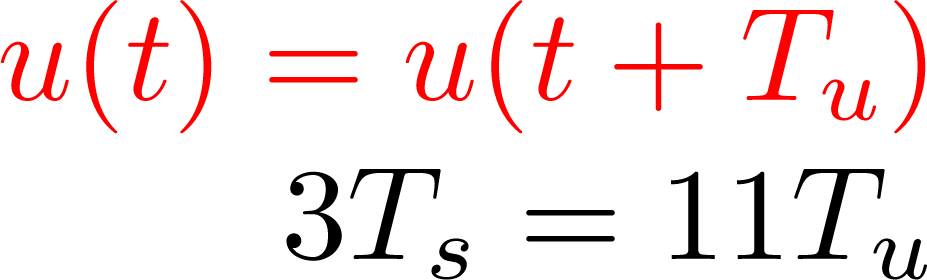 u(t) = u(t + T_u)
3T_s = 11T_u